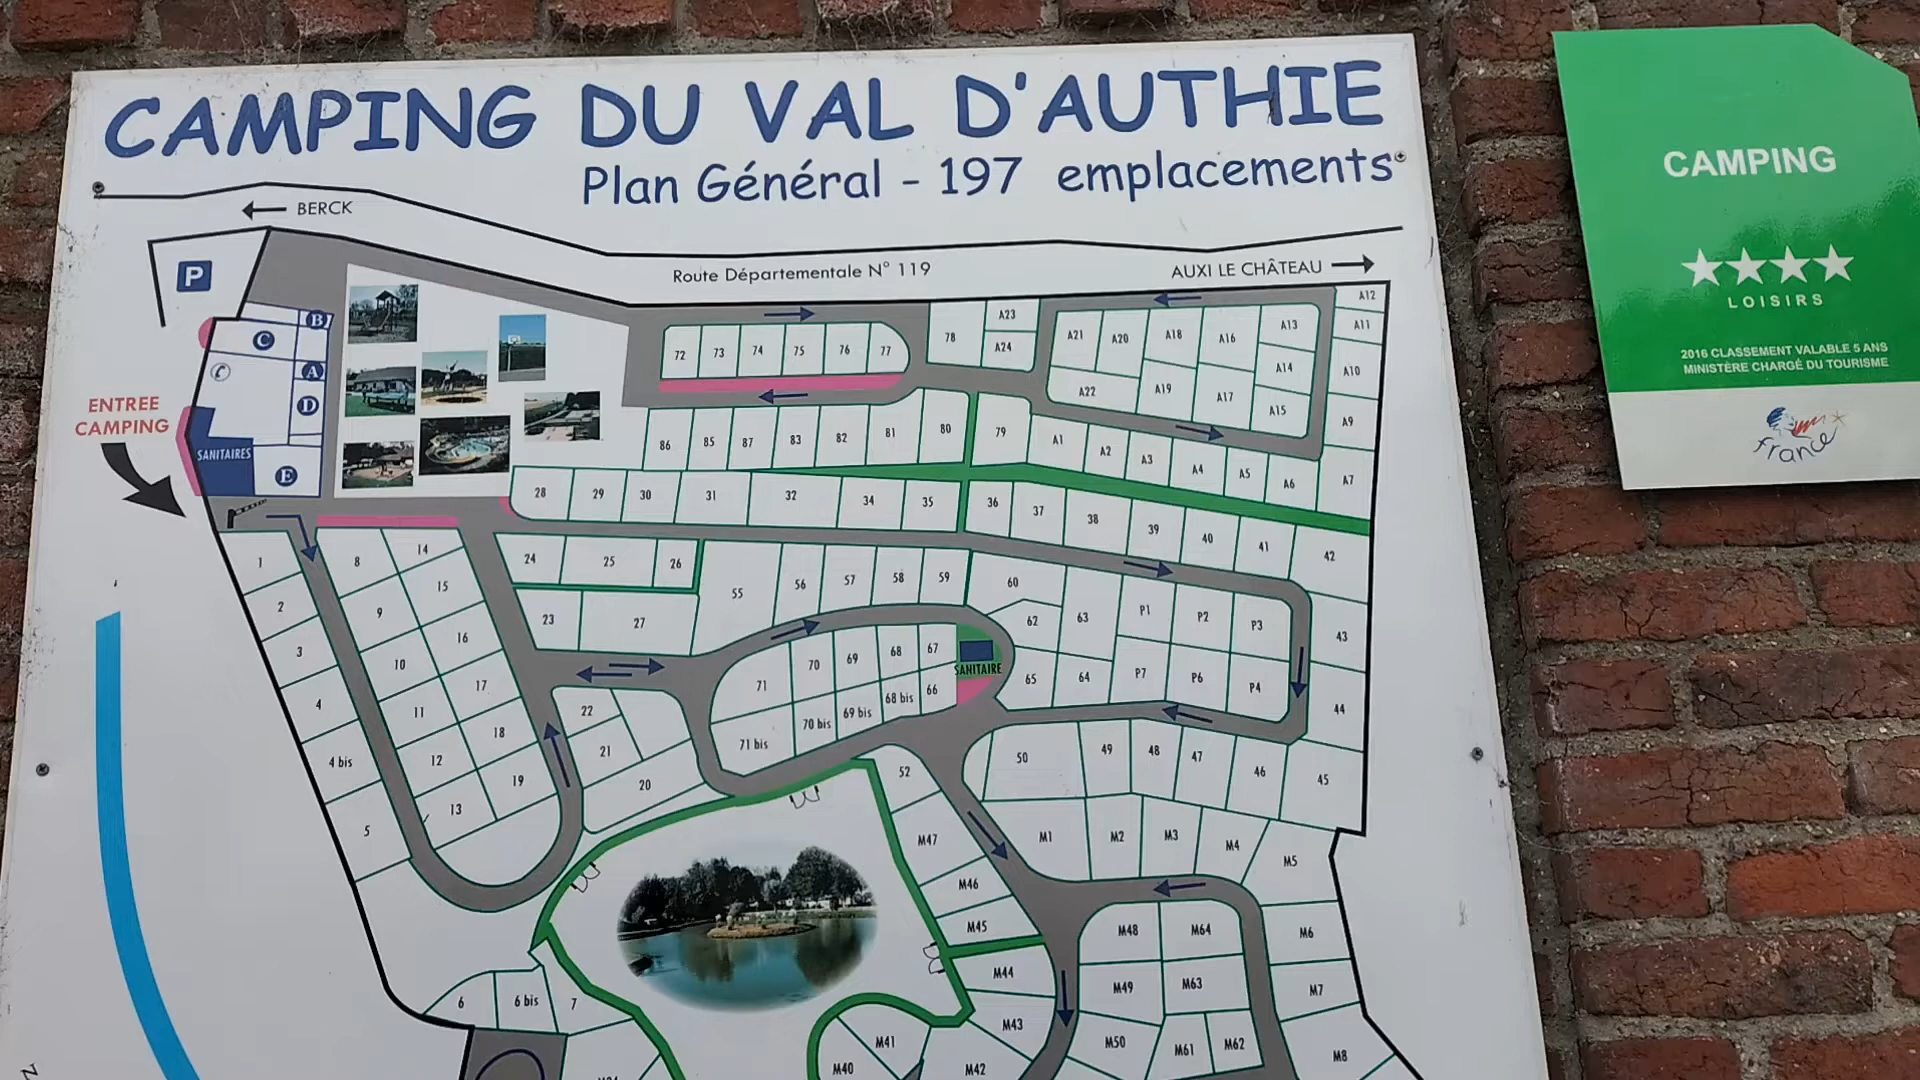 CAMPING DU VAL D'AUTHIE
Plan Général - 197 emplacements
← BERCK
Route Départementale N° 119
AUXI LE CHÂTEAU →
P
B
C
A
D
E
ENTREE
CAMPING
SANITAIRES
72 73 74 75 76 77
78 A23
A24
A21 A20 A18 A16 A13
A14
A22 A19 A17 A15
A12
A11
A10
A9
A7
86 85 87 83 82 81 80 79 A1 A2 A3 A4 A5 A6
28 29 30 31 32 34 35 36 37 38 39 40 41 42
1
2
3
4
4 bis
5
8 14
9 15
10 16
11 17
12 18
13 19
24 25 26
23 27
55 56 57 58 59 60
62 63 P1 P2 P3
65 64 P7 P6 P4
43
44
45
22
21
20
71 70 69 68 67
71 bis 70 bis 69 bis 68 bis 66
SANITAIRE
52 50 49 48 47 46
M47
M46
M45
M44
M43
M42
M41
M40
M1 M2 M3 M4 M5
M48 M64 M6
M49 M63 M7
M50 M61 M62 M8
6 6 bis 7
CAMPING
★★★★
LOISIRS
2016 CLASSEMENT VALABLE 5 ANS
MINISTÈRE CHARGÉ DU TOURISME
france